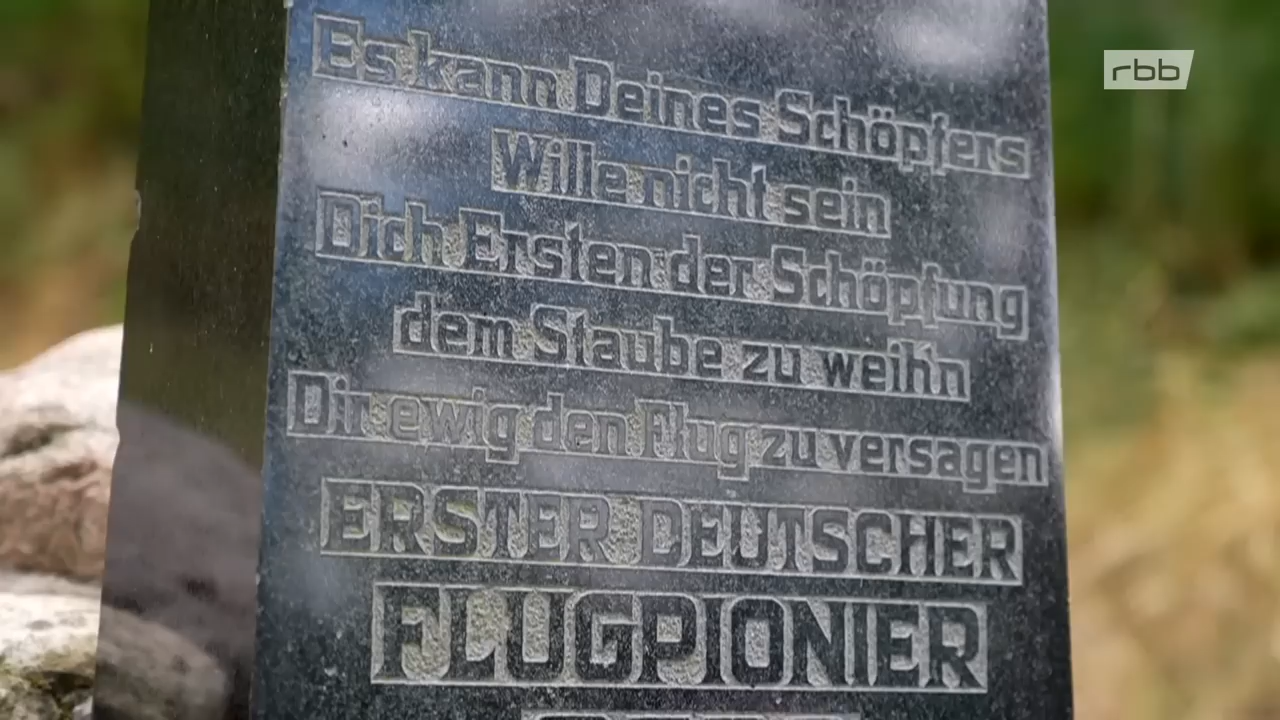 rbb
Es kann Deines Schöpfers
Wille nicht sein
Dich Ersten der Schöpfung
dem Staube zu weih'n
Dir ewig den Flug zu versagen
ERSTER DEUTSCHER
FLUGPIONIER